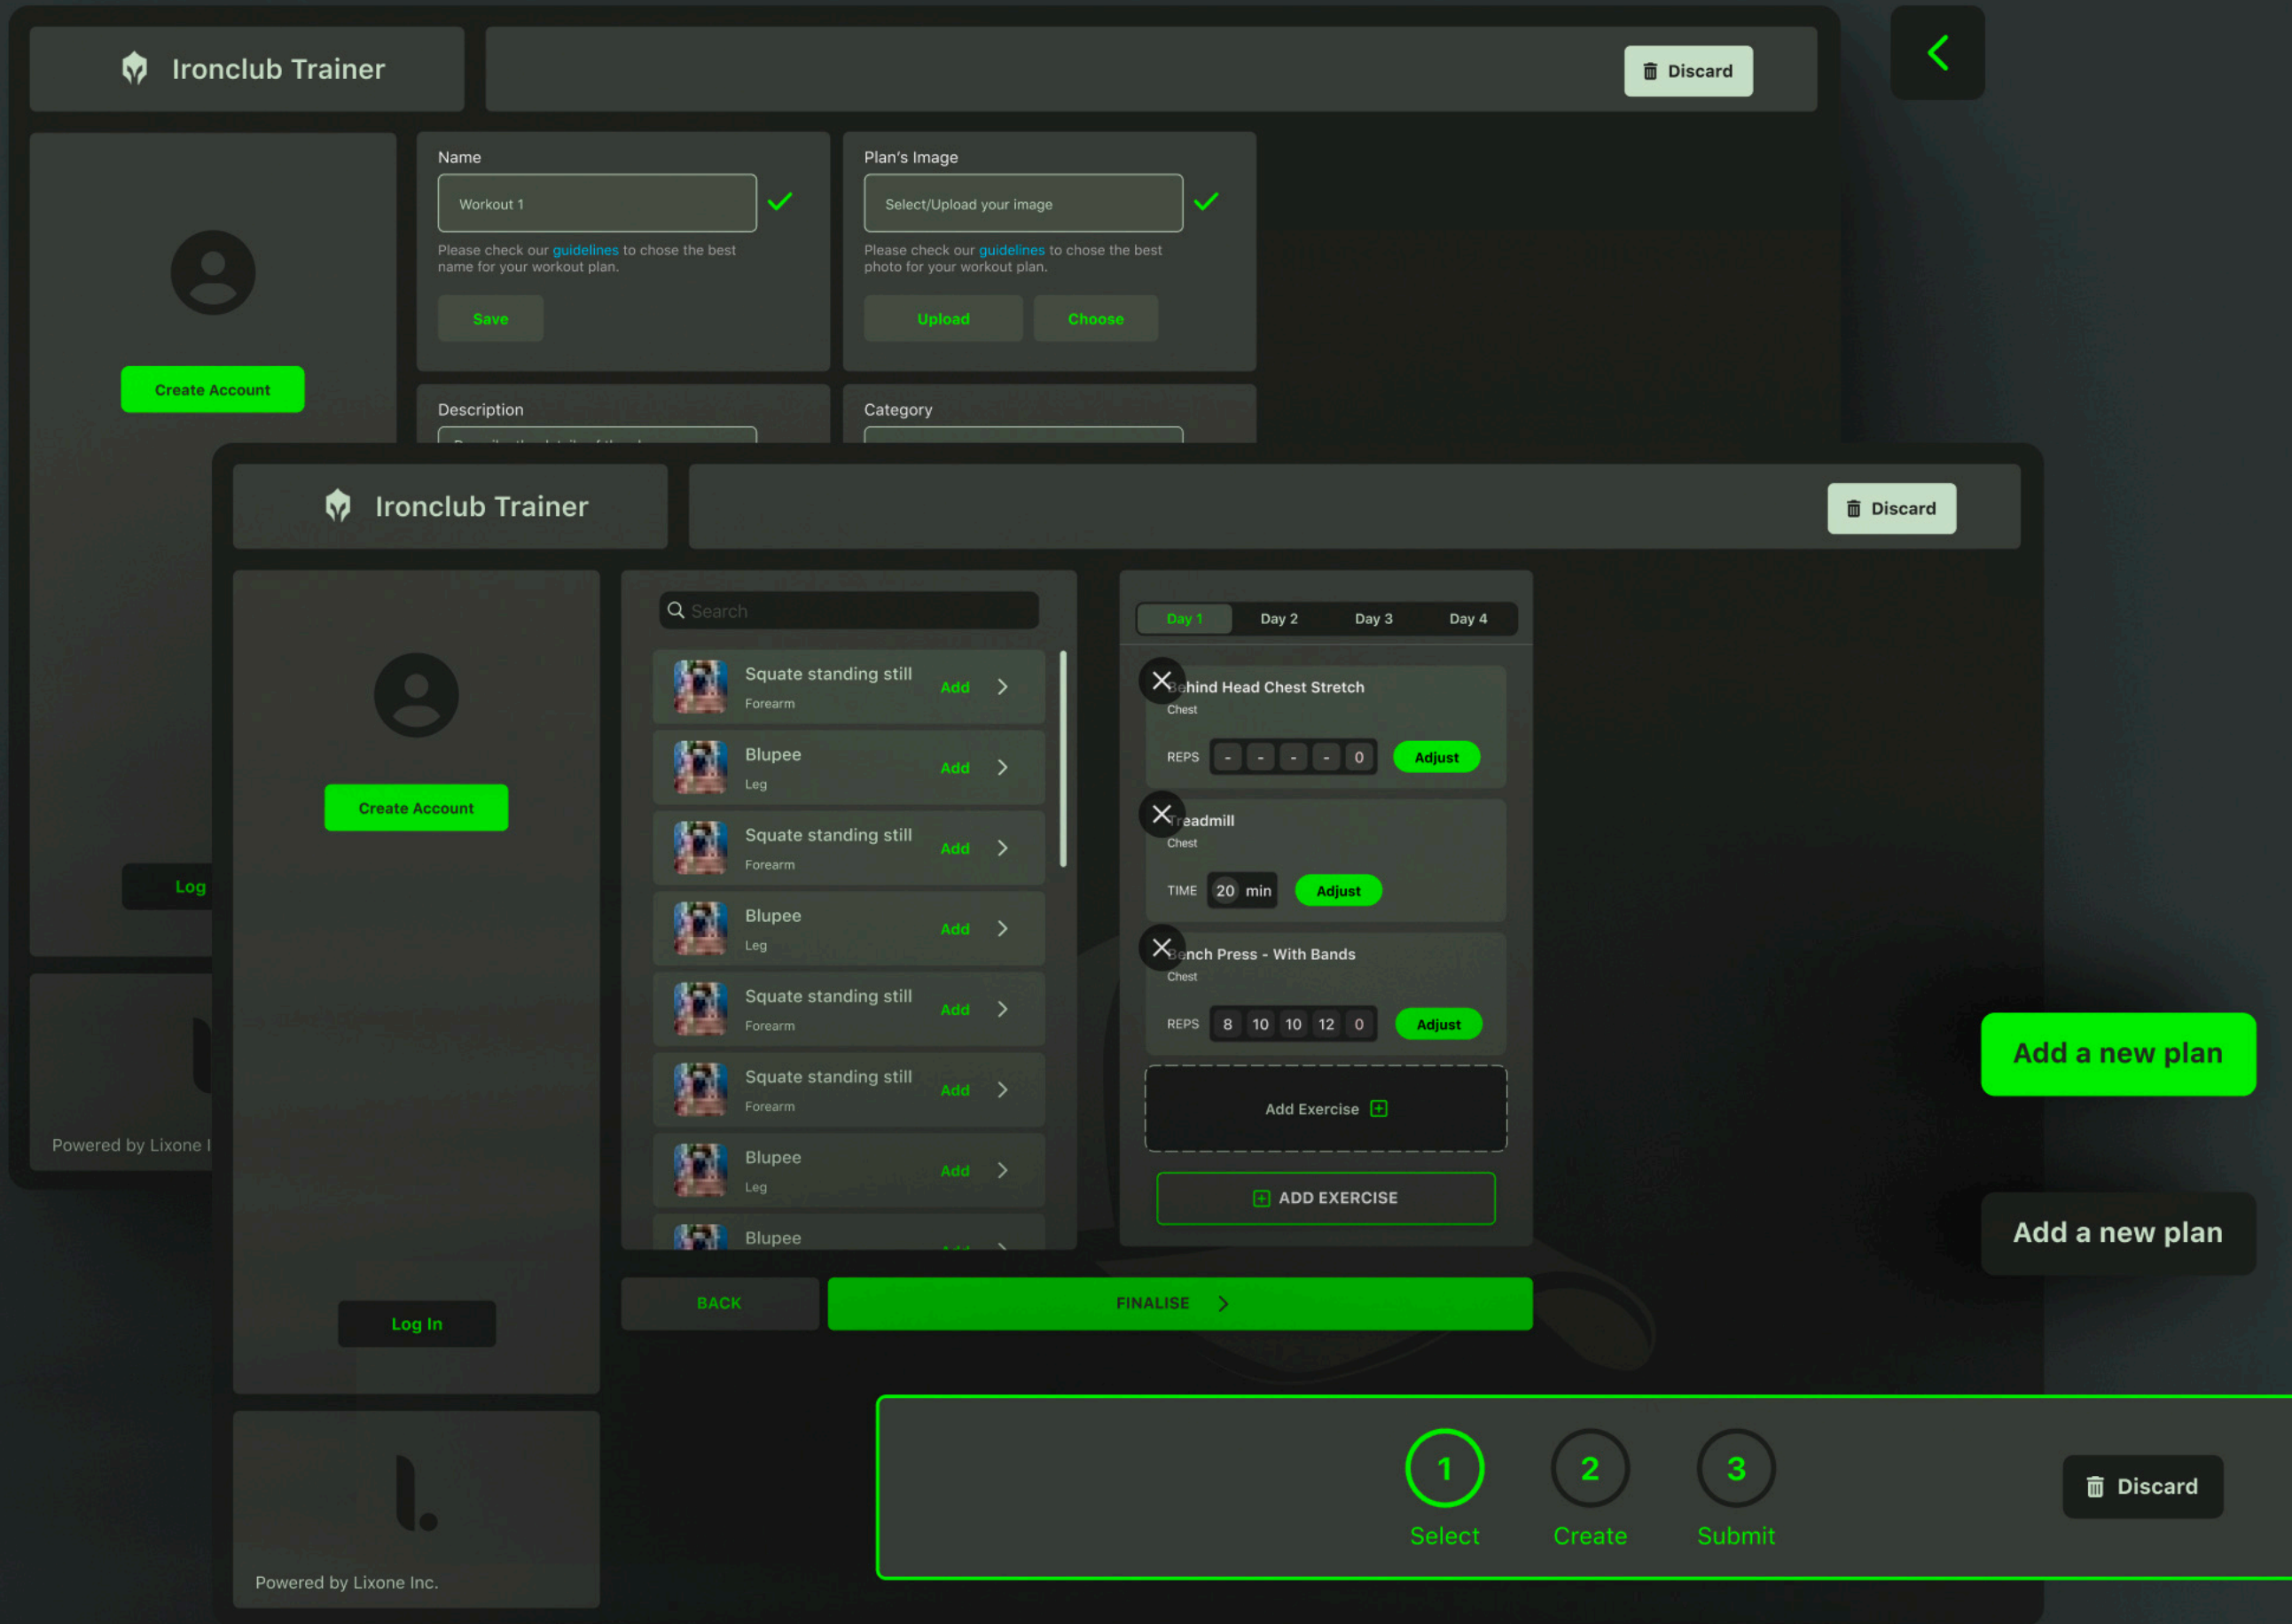 Ironclub Trainer
Discard
Name
Workout 1
Please check our guidelines to chose the best
name for your workout plan.
Save
Plan's Image
Select/Upload your image
Please check our guidelines to chose the best
photo for your workout plan.
Upload
Choose
Create Account
Description
Category
Log
Powered by Lixone I
Ironclub Trainer
Discard
Create Account
Log In
Powered by Lixone Inc.
Search
Squate standing still
Forearm
Add
Blupee
Leg
Add
Squate standing still
Forearm
Add
Blupee
Leg
Add
Squate standing still
Forearm
Add
Squate standing still
Forearm
Add
Blupee
Leg
Add
Blupee
Day 1 Day 2 Day 3 Day 4
Behind Head Chest Stretch
Chest
REPS - - - - 0 Adjust
Treadmill
Chest
TIME 20 min Adjust
Bench Press - With Bands
Chest
REPS 8 10 10 12 0 Adjust
Add Exercise
ADD EXERCISE
BACK
FINALISE
Add a new plan
Add a new plan
1 2 3
Select Create Submit
Discard